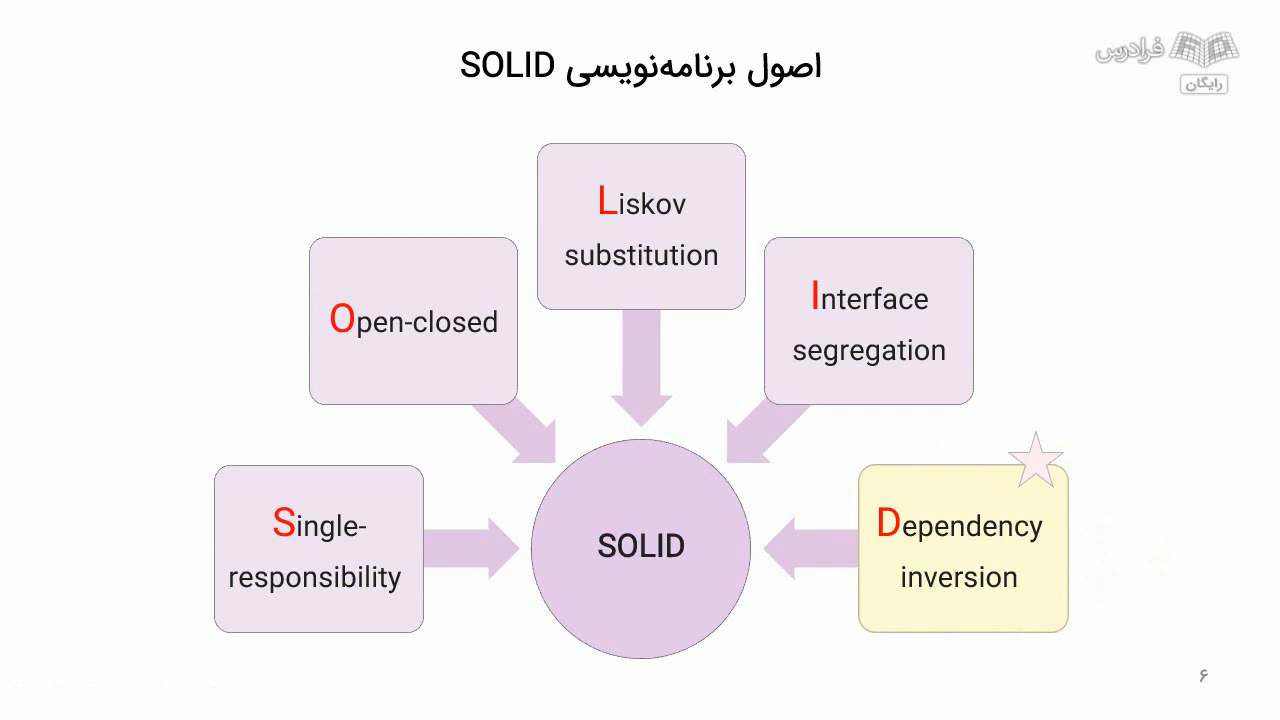 اصول برنامه‌نویسی SOLID
فرادرس
رایگان
Liskov
substitution
Open-closed
Interface
segregation
Single-
responsibility
SOLID
Dependency
inversion
۶